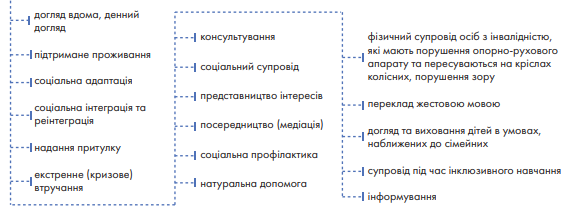 догляд вдома, денний
догляд
підтримане проживання
соціальна адаптація
соціальна інтеграція та
реінтеграція
надання притулку
екстренне (кризове)
втручання
консультування
соціальний супровід
представництво інтересів
посередництво (медіація)
соціальна профілактика
натуральна допомога
фізичний супровід осіб з інвалідністю,
які мають порушення опорно-рухового
апарату та пересуваються на кріслах
колісних, порушення зору
переклад жестовою мовою
догляд та виховання дітей в умовах,
наближених до сімейних
супровід під час інклюзивного навчання
інформування